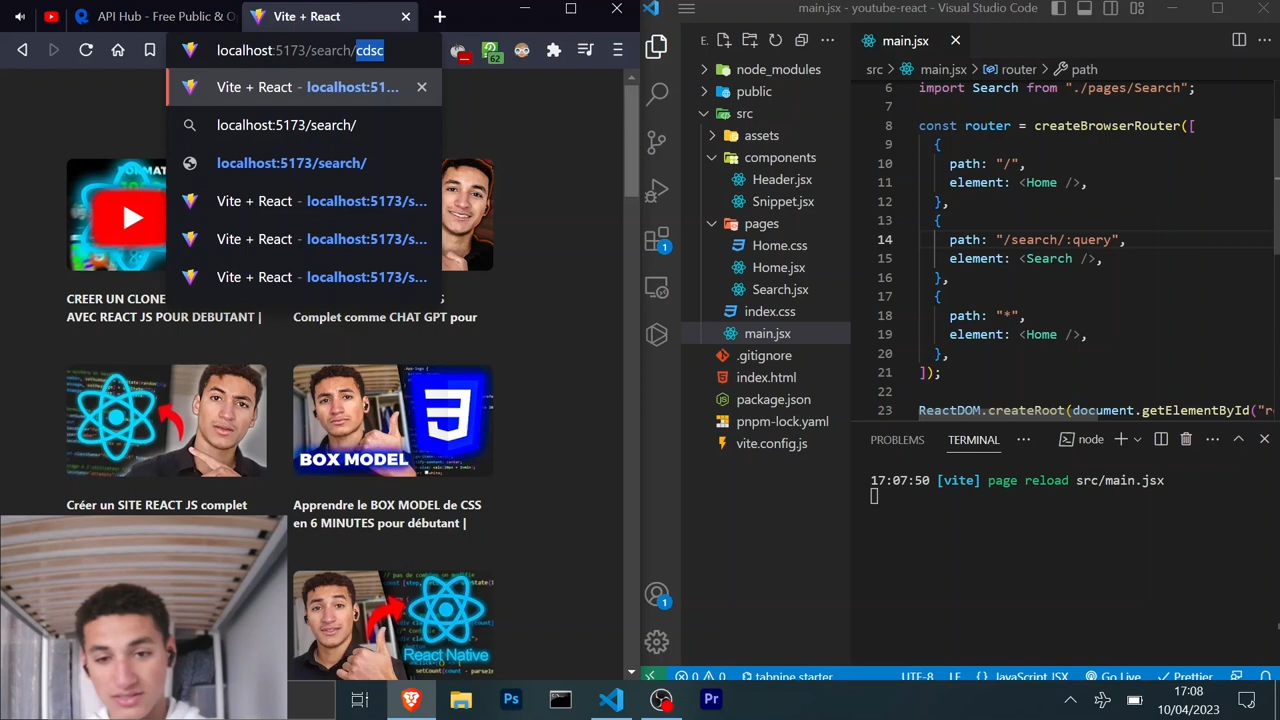 API Hub - Free Public & O
Vite + React
localhost:5173/search/cdsc
62
Vite + React - localhost:51...
localhost:5173/search/
localhost:5173/search/
Vite + React - localhost:5173/s...
Vite + React - localhost:5173/s...
Vite + React - localhost:5173/s...
FORMAT
CREER UN CLONE
AVEC REACT JS POUR DEBUTANT |
Complet comme CHAT GPT pour
BOX MODEL
Créer un SITE REACT JS complet
Apprendre le BOX MODEL de CSS
en 6 MINUTES pour débutant |
React Native
main.jsx - youtube-react - Visual Studio Code
E.
main.jsx
src > main.jsx > router > path
node_modules
public
src
assets
components
Header.jsx
Snippet.jsx
pages
Home.css
Home.jsx
Search.jsx
index.css
main.jsx
.gitignore
index.html
package.json
pnpm-lock.yaml
vite.config.js
1
1
6 import Search from "./pages/Search";
7
8 const router = createBrowserRouter([
9 {
10 path: "/",
11 element: <Home />,
12 },
13 {
14 path: "/search/:query",
15 element: <Search />,
16 },
17 {
18 path: "*",
19 element: <Home />,
20 },
21 ]);
22
23 ReactDOM.createRoot(document.getElementById("r
PROBLEMS TERMINAL ... node
17:07:50 [vite] page reload src/main.jsx
0 0 tabnine starter UTF-8 LF {} JavaScript JSX Go Live Prettier
Ps
Pr
17:08
10/04/2023